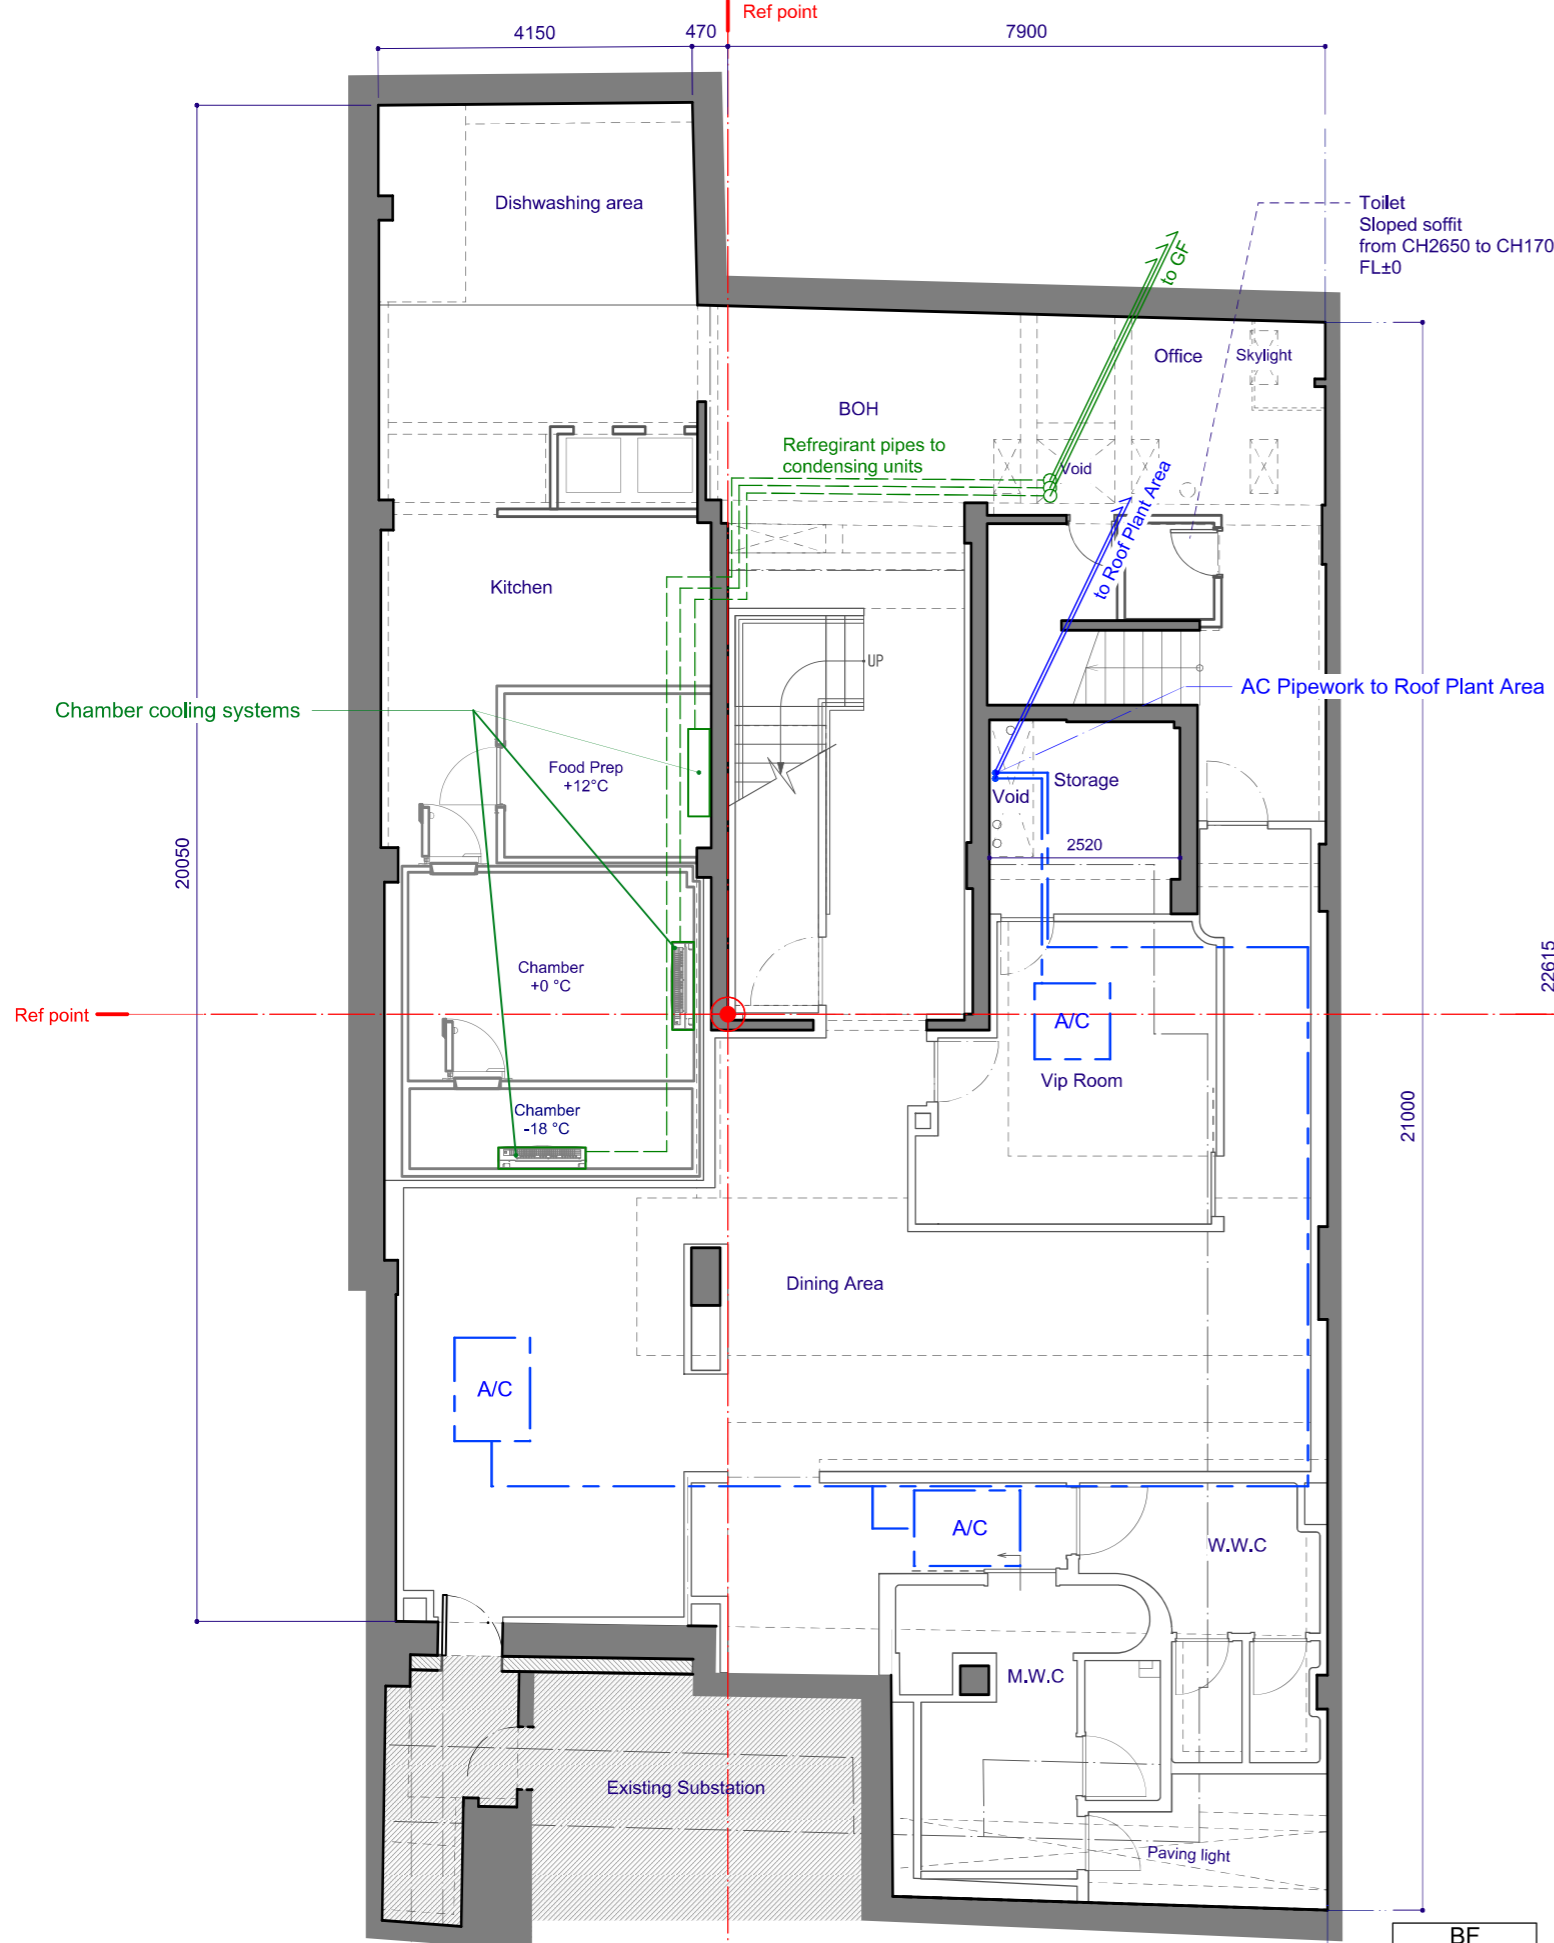 Ref point
4150
470
7900
Dishwashing area
Toilet
Sloped soffit
from CH2650 to CH170
FL±0
to GF
Office
Skylight
BOH
Refregirant pipes to
condensing units
Void
to Roof Plant Area
Kitchen
UP
AC Pipework to Roof Plant Area
Chamber cooling systems
Food Prep
+12°C
Storage
Void
2520
20050
Chamber
+0 °C
22615
Ref point
A/C
Vip Room
Chamber
-18 °C
21000
Dining Area
A/C
A/C
W.W.C
M.W.C
Existing Substation
Paving light
BF